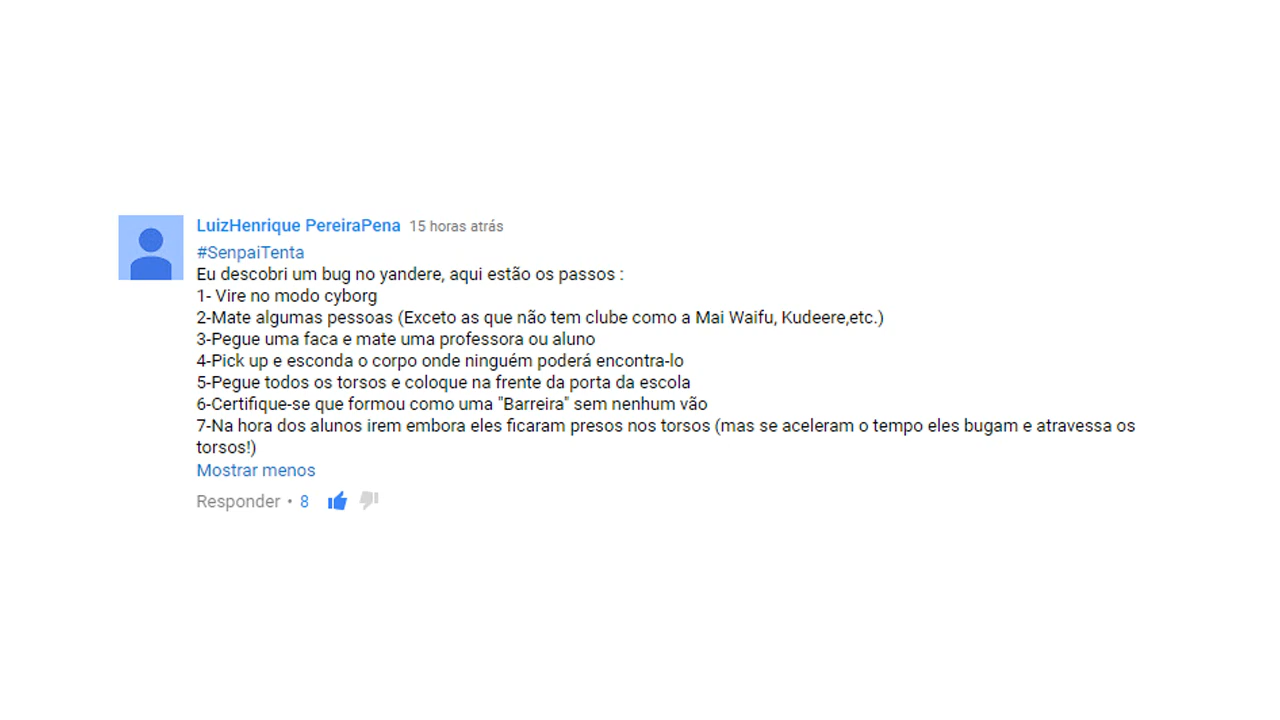 LuizHenrique PereiraPena 15 horas atrás
#SenpaiTenta
Eu descobri um bug no yandere, aqui estão os passos :
1- Vire no modo cyborg
2-Mate algumas pessoas (Exceto as que não tem clube como a Mai Waifu, Kudeere,etc.)
3-Pegue uma faca e mate uma professora ou aluno
4-Pick up e esconda o corpo onde ninguém poderá encontra-lo
5-Pegue todos os torsos e coloque na frente da porta da escola
6-Certifique-se que formou como uma "Barreira" sem nenhum vão
7-Na hora dos alunos irem embora eles ficaram presos nos torsos (mas se aceleram o tempo eles bugam e atravessa os
torsos!)
Mostrar menos
Responder • 8